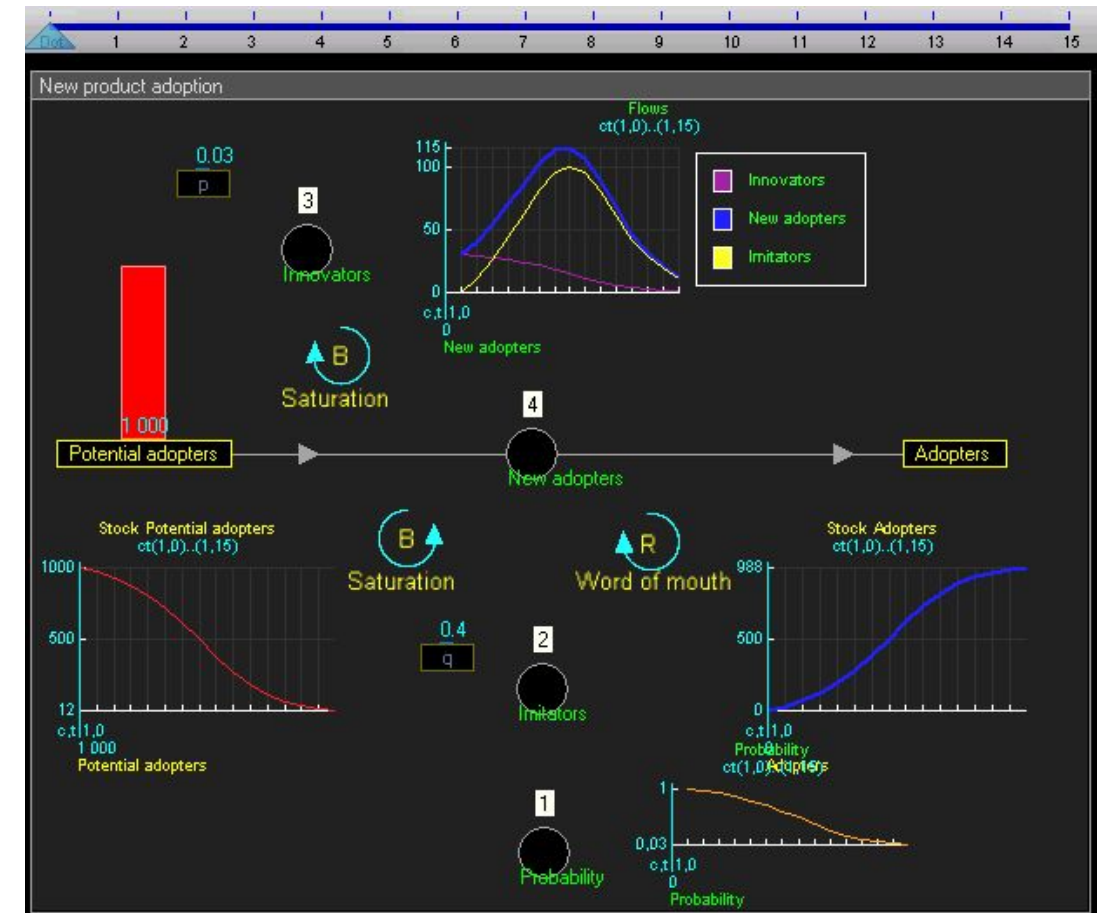 1 2 3 4 5 6 7 8 9 10 11 12 13 14 15
New product adoption
0.03
p
3
Innovators
Flows
ct(1,0)..(1,15)
115
100
50
0
c,t 1,0
0
New adopters
Innovators
New adopters
Imitators
B
Saturation
1 000
Potential adopters
4
New adopters
Adopters
Stock Potential adopters
ct(1,0)..(1,15)
1000
500
12
c,t 1,0
1 000
Potential adopters
B
Saturation
R
Word of mouth
Stock Adopters
ct(1,0)..(1,15)
988
500
0
c,t 1,0
0.4
q
2
Imitators
Probability
Adopters
ct(1,0)..(1,15)
1
Probability
1
0,03
c,t 1,0
0
Probability